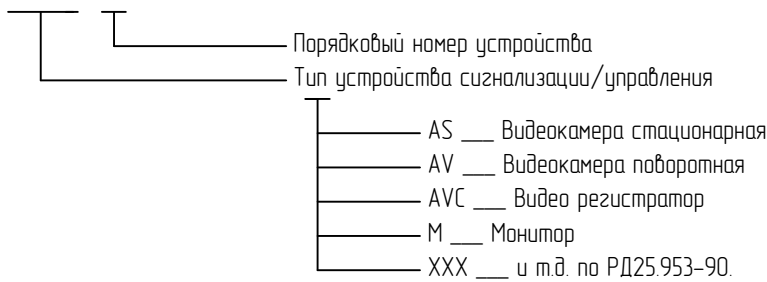 Порядковый номер устройства
Тип устройства сигнализации/управления
AS ___ Видеокамера стационарная
AV ___ Видеокамера поворотная
AVC ___ Видео регистратор
M ___ Монитор
XXX ___ и т.д. по РД25.953-90.